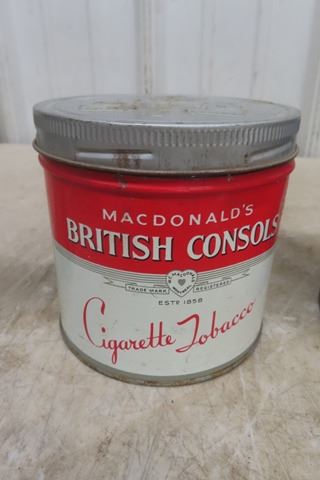 MACDONALD'S
BRITISH CONSOLS
TRADE MARK
REGISTERED
ESTD 1858
Cigarette Tobacco